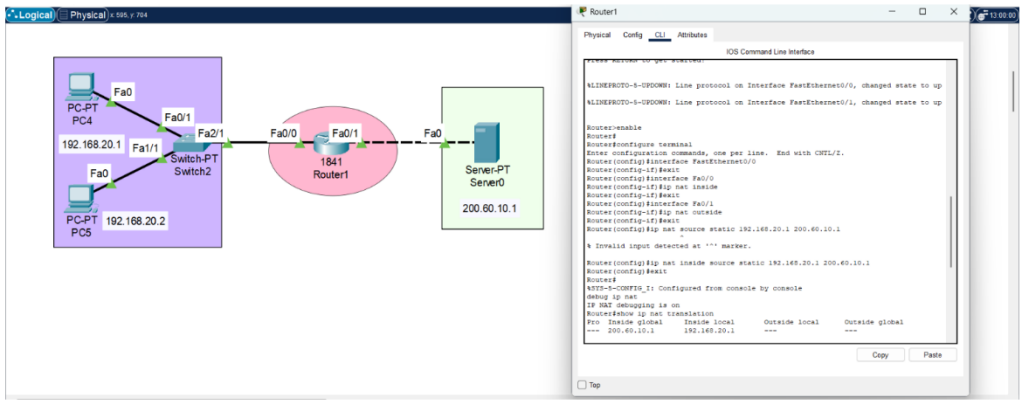 Logical Physical x: 595, y: 704
13:00:00
Fa0
PC-PT
PC4
Fa0/1
192.168.20.1
Fa1/1
Fa2/1
Switch-PT
Switch2
Fa0
PC-PT
PC5
192.168.20.2
Fa0/0
Fa0/1
1841
Router1
Fa0
Server-PT
Server0
200.60.10.1
Router1
Physical Config CLI Attributes
IOS Command Line Interface
Press RETURN to get started!
%LINEPROTO-5-UPDOWN: Line protocol on Interface FastEthernet0/0, changed state to up
%LINEPROTO-5-UPDOWN: Line protocol on Interface FastEthernet0/1, changed state to up
Router>enable
Router#
Router#configure terminal
Enter configuration commands, one per line. End with CNTL/Z.
Router(config)#interface FastEthernet0/0
Router(config-if)#exit
Router(config)#interface Fa0/0
Router(config-if)#ip nat inside
Router(config-if)#exit
Router(config)#interface Fa0/1
Router(config-if)#ip nat outside
Router(config-if)#exit
Router(config)#ip nat source static 192.168.20.1 200.60.10.1
^
% Invalid input detected at '^' marker.
Router(config)#ip nat inside source static 192.168.20.1 200.60.10.1
Router(config)#exit
Router#
%SYS-5-CONFIG_I: Configured from console by console
debug ip nat
IP NAT debugging is on
Router#show ip nat translation
Pro Inside global Inside local Outside local Outside global
--- 200.60.10.1 192.168.20.1 --- ---
Copy Paste
Top